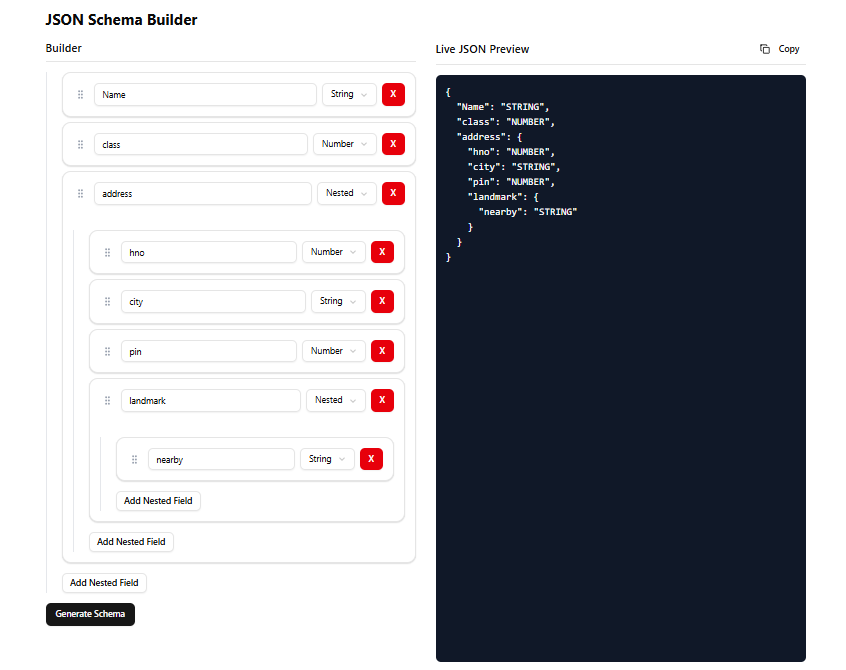 JSON Schema Builder
Builder
Name String X
class Number X
address Nested X
hno Number X
city String X
pin Number X
landmark Nested X
nearby String X
Add Nested Field
Add Nested Field
Add Nested Field
Generate Schema
Live JSON Preview Copy
{
  "Name": "STRING",
  "class": "NUMBER",
  "address": {
    "hno": "NUMBER",
    "city": "STRING",
    "pin": "NUMBER",
    "landmark": {
      "nearby": "STRING"
    }
  }
}